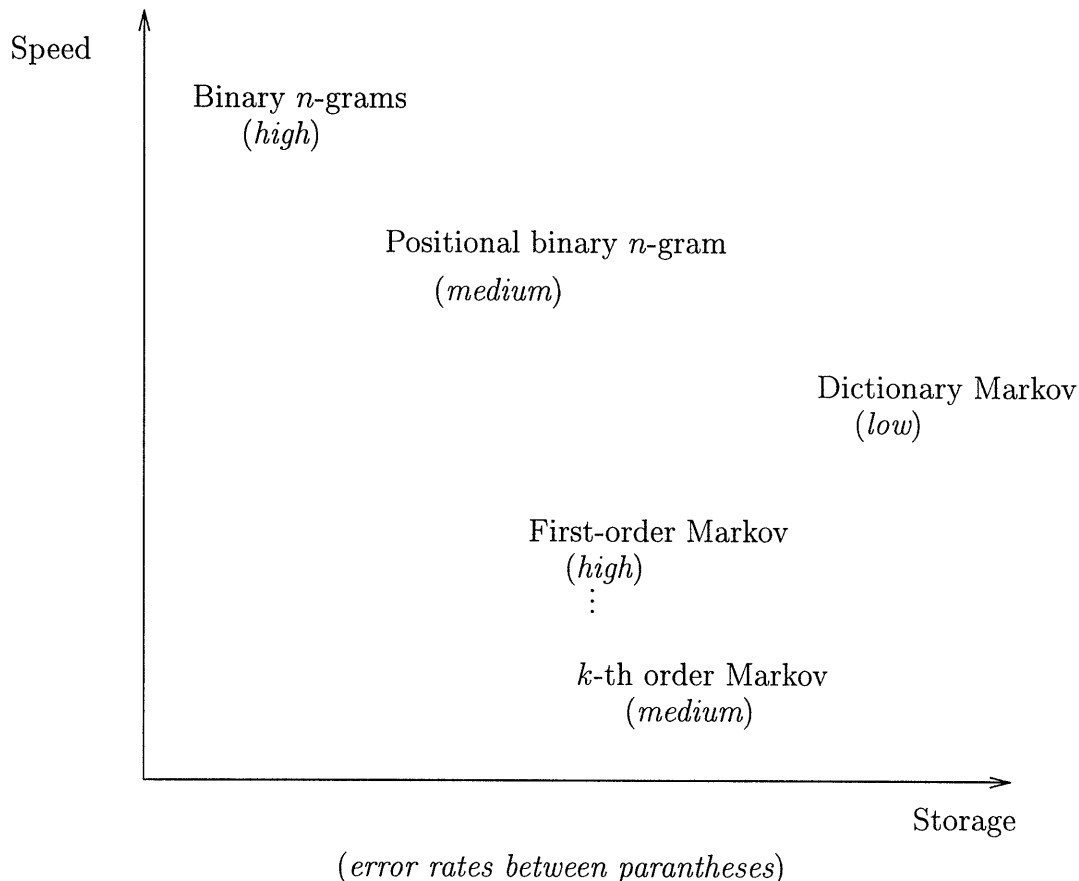 Speed
Binary n-grams
(high)
Positional binary n-gram
(medium)
Dictionary Markov
(low)
First-order Markov
(high)
⋮
k-th order Markov
(medium)
Storage
(error rates between parantheses)